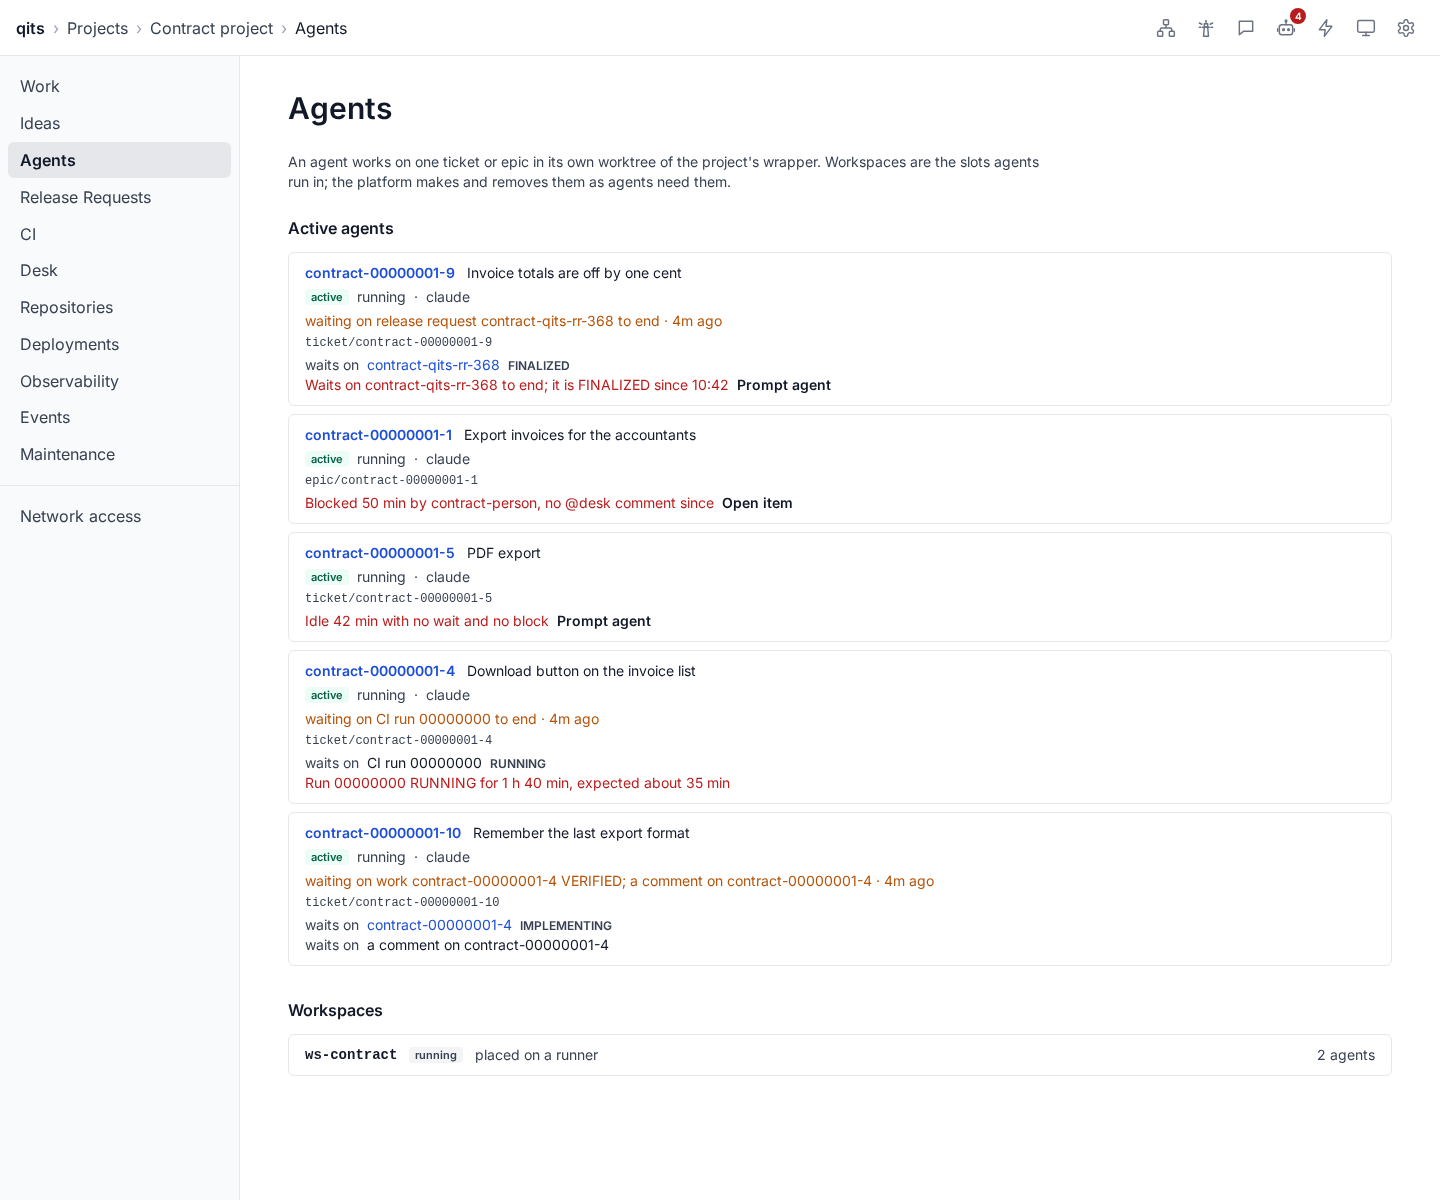 qits › Projects › Contract project › Agents
4
Work
Ideas
Agents
Release Requests
CI
Desk
Repositories
Deployments
Observability
Events
Maintenance
Network access
Agents
An agent works on one ticket or epic in its own worktree of the project's wrapper. Workspaces are the slots agents
run in; the platform makes and removes them as agents need them.
Active agents
contract-00000001-9 Invoice totals are off by one cent
active running · claude
waiting on release request contract-qits-rr-368 to end · 4m ago
ticket/contract-00000001-9
waits on contract-qits-rr-368 FINALIZED
Waits on contract-qits-rr-368 to end; it is FINALIZED since 10:42 Prompt agent
contract-00000001-1 Export invoices for the accountants
active running · claude
epic/contract-00000001-1
Blocked 50 min by contract-person, no @desk comment since Open item
contract-00000001-5 PDF export
active running · claude
ticket/contract-00000001-5
Idle 42 min with no wait and no block Prompt agent
contract-00000001-4 Download button on the invoice list
active running · claude
waiting on CI run 00000000 to end · 4m ago
ticket/contract-00000001-4
waits on CI run 00000000 RUNNING
Run 00000000 RUNNING for 1 h 40 min, expected about 35 min
contract-00000001-10 Remember the last export format
active running · claude
waiting on work contract-00000001-4 VERIFIED; a comment on contract-00000001-4 · 4m ago
ticket/contract-00000001-10
waits on contract-00000001-4 IMPLEMENTING
waits on a comment on contract-00000001-4
Workspaces
ws-contract running placed on a runner 2 agents